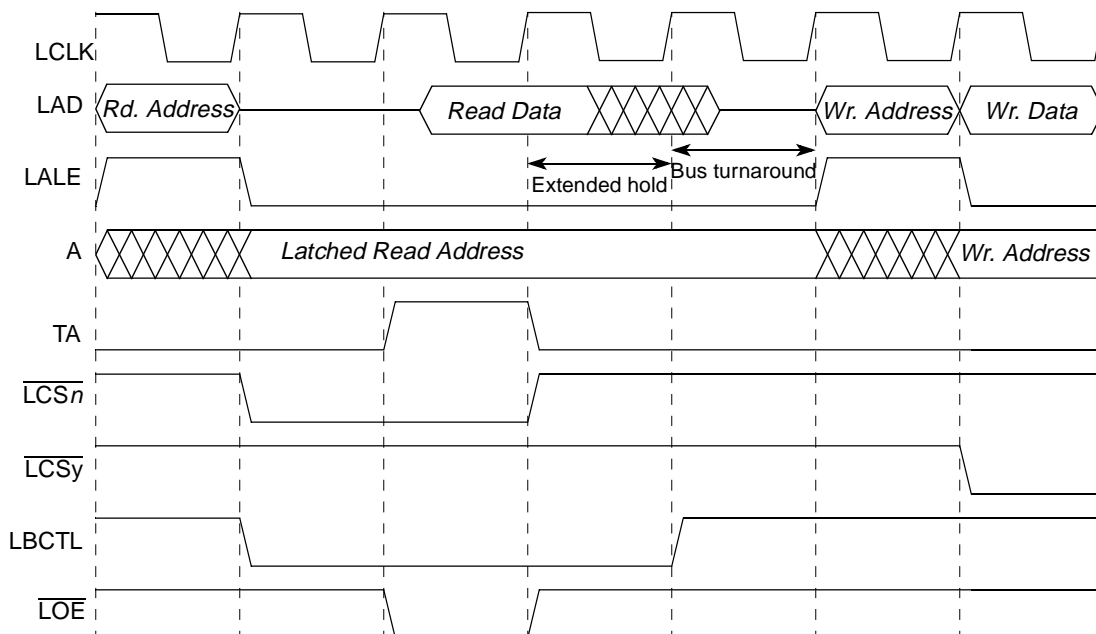 LCLK
LAD Rd. Address Read Data Wr. Address Wr. Data
LALE Extended hold Bus turnaround
A Latched Read Address Wr. Address
TA
LCSn
LCSy
LBCTL
LOE